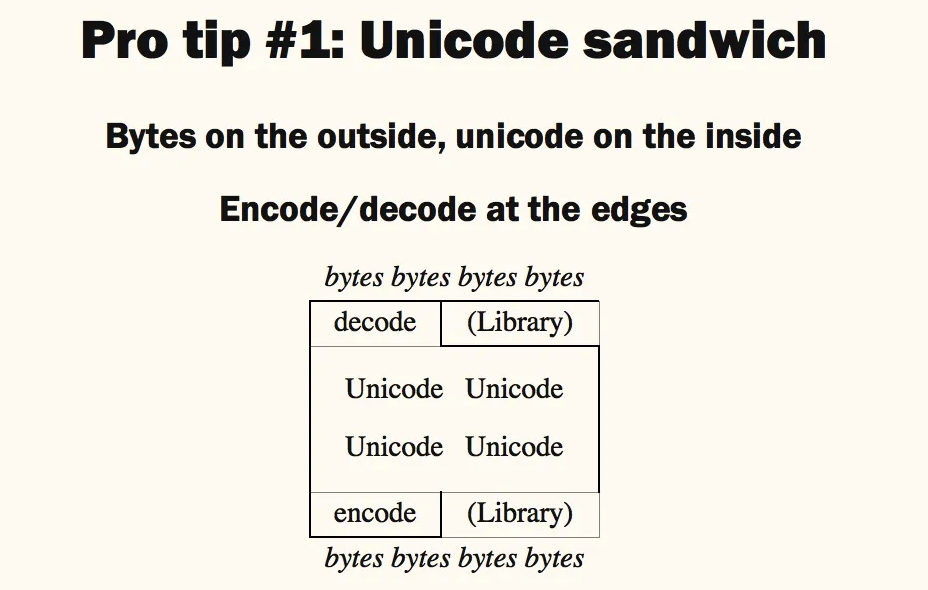 Pro tip #1: Unicode sandwich
Bytes on the outside, unicode on the inside
Encode/decode at the edges
bytes bytes bytes bytes
decode (Library)
Unicode Unicode
Unicode Unicode
encode (Library)
bytes bytes bytes bytes